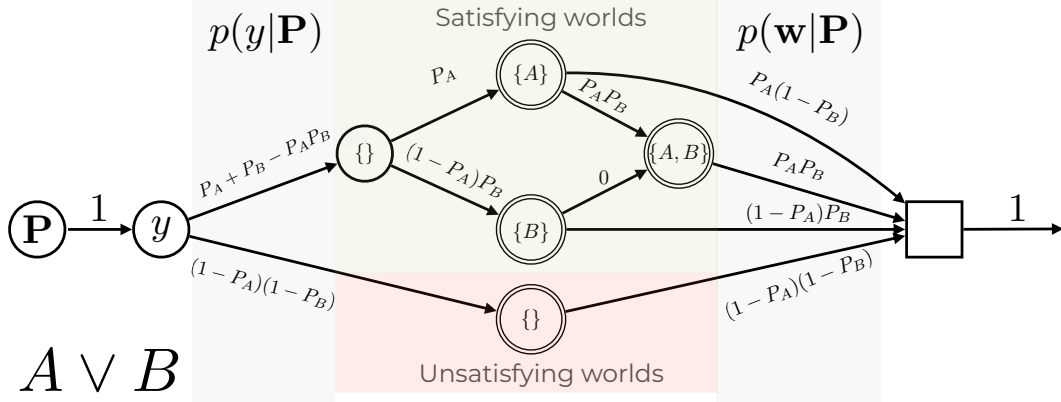 Satisfying worlds
p(y|P)
p(w|P)
P_A
{A}
P_A P_B
P_A(1 − P_B)
P_A + P_B − P_A P_B
{}
(1−P_A)P_B
{A, B}
0
P_A P_B
1
P
y
{B}
(1−P_A)P_B
1
(1 − P_A)(1 − P_B)
{}
(1 − P_A)(1 − P_B)
A ∨ B
Unsatisfying worlds